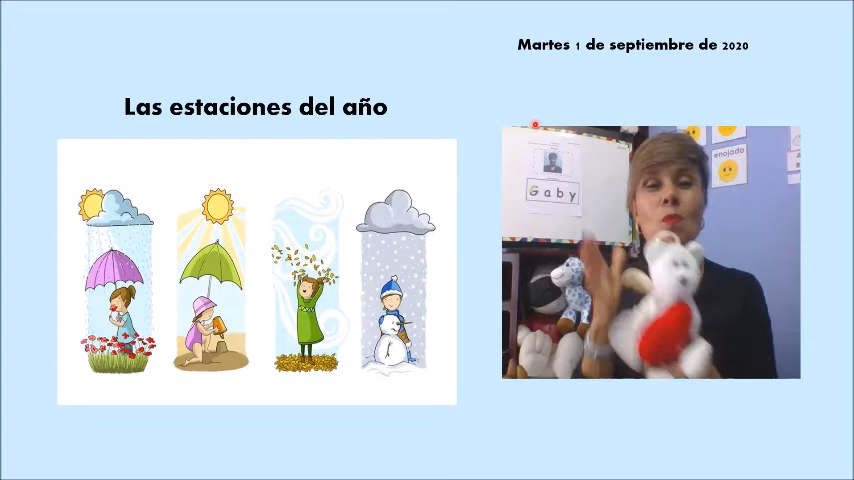 Martes 1 de septiembre de 2020
Las estaciones del año
enojado
Gaby